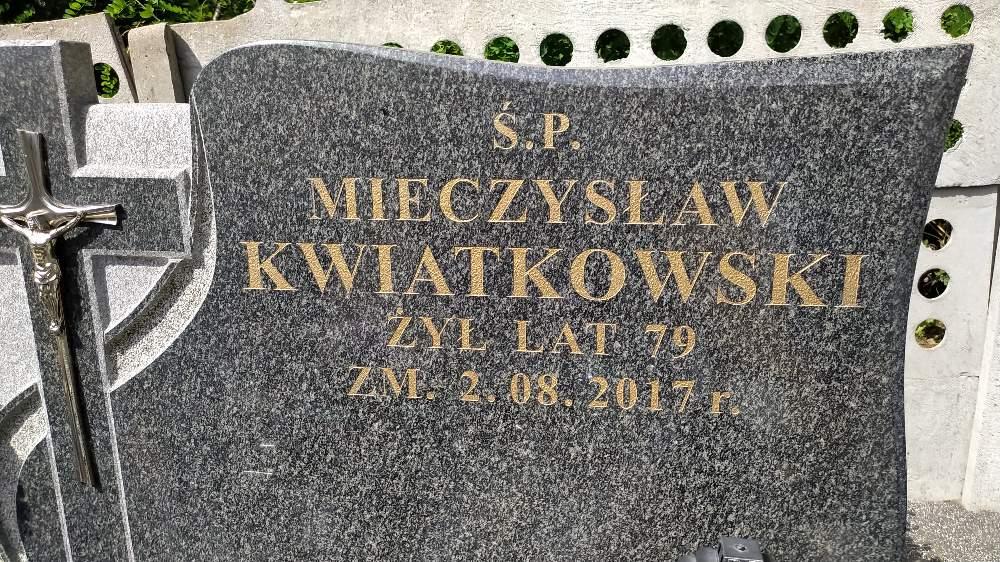 Ś.P.
MIECZYSŁAW
KWIATKOWSKI
ŻYŁ LAT 79
ZM. 2.08.2017 r.